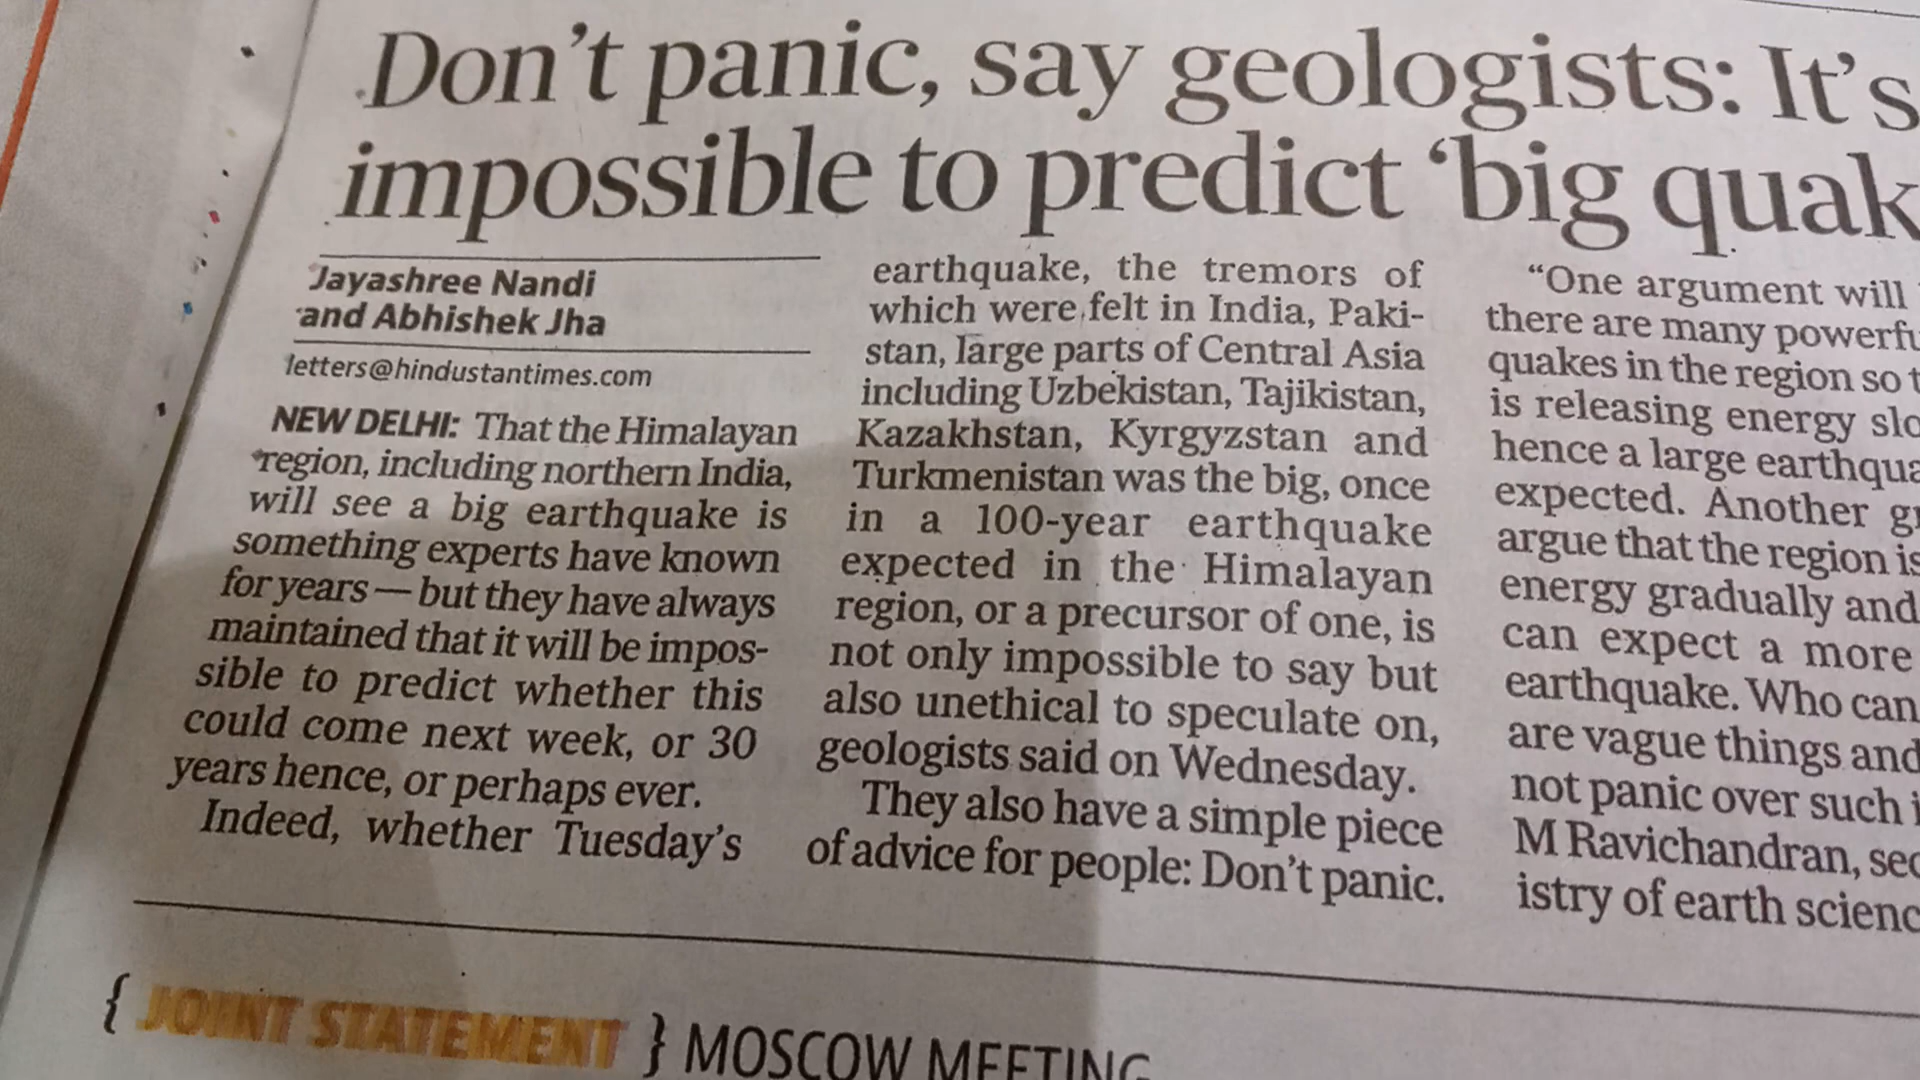 Don't panic, say geologists: It's
impossible to predict 'big quak
Jayashree Nandi
and Abhishek Jha
letters@hindustantimes.com
NEW DELHI: That the Himalayan
region, including northern India,
will see a big earthquake is
something experts have known
for years — but they have always
maintained that it will be impos-
sible to predict whether this
could come next week, or 30
years hence, or perhaps ever.
Indeed, whether Tuesday's
earthquake, the tremors of
which were felt in India, Paki-
stan, large parts of Central Asia
including Uzbekistan, Tajikistan,
Kazakhstan, Kyrgyzstan and
Turkmenistan was the big, once
in a 100-year earthquake
expected in the Himalayan
region, or a precursor of one, is
not only impossible to say but
also unethical to speculate on,
geologists said on Wednesday.
They also have a simple piece
of advice for people: Don't panic.
"One argument will
there are many powerfu
quakes in the region so t
is releasing energy slo
hence a large earthqua
expected. Another g
argue that the region is
energy gradually and
can expect a more
earthquake. Who can
are vague things and
not panic over such i
M Ravichandran, sec
istry of earth scienc
{ JOINT STATEMENT } MOSCOW MEETING